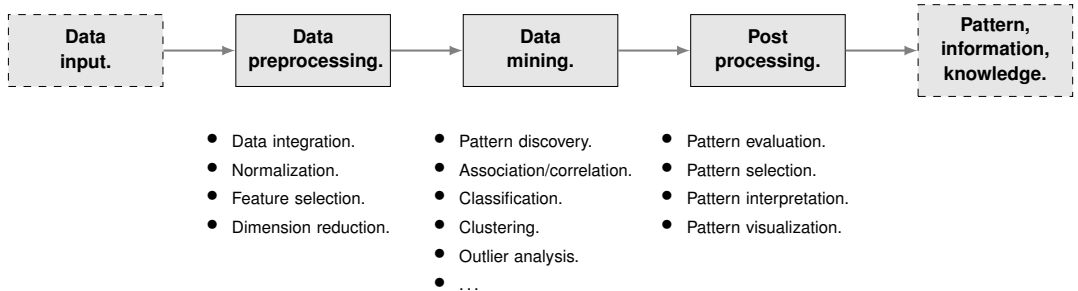 Data
input.
Data
preprocessing.
Data
mining.
Post
processing.
Pattern,
information,
knowledge.
• Data integration.
• Normalization.
• Feature selection.
• Dimension reduction.
• Pattern discovery.
• Association/correlation.
• Classification.
• Clustering.
• Outlier analysis.
• ...
• Pattern evaluation.
• Pattern selection.
• Pattern interpretation.
• Pattern visualization.